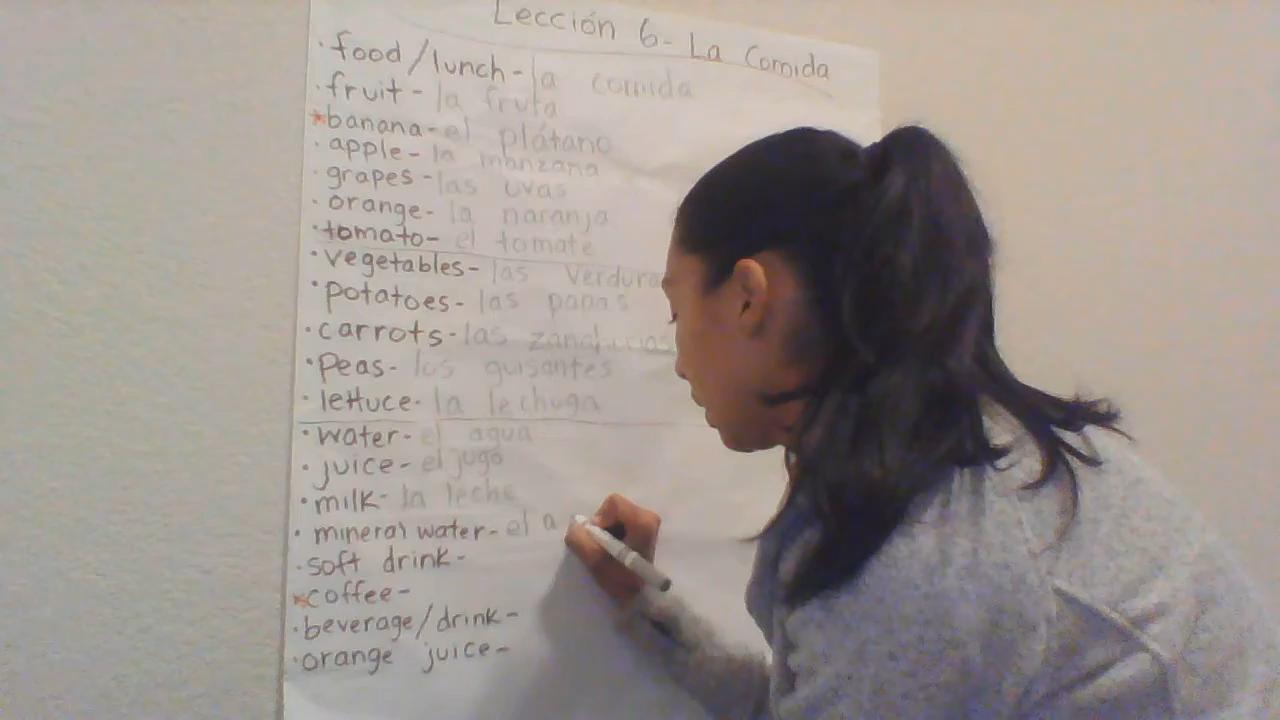 Lección 6- La Comida
· food/lunch- la comida
· fruit - la fruta
*banana- el plátano
· apple- la manzana
· grapes - las uvas
· orange- la naranja
· tomato- el tomate
· vegetables- las verduras
· potatoes- las papas
· carrots- las zanahorias
· peas- los guisantes
· lettuce- la lechuga
· water- el agua
· juice- el jugo
· milk- la leche
· mineral water- el a
· soft drink-
*coffee-
· beverage/drink-
· orange juice-